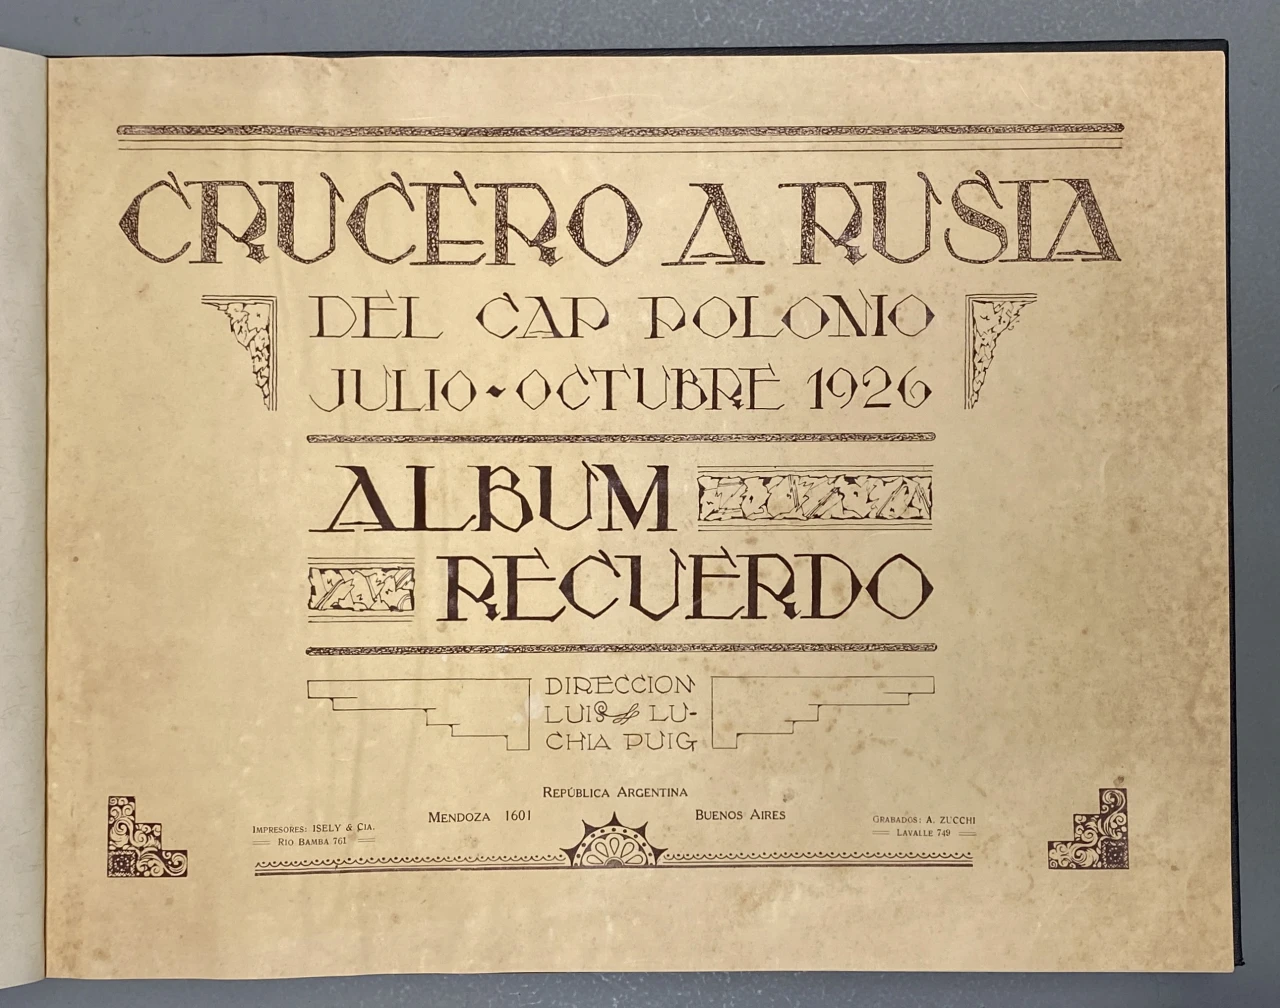 CRUCERO A RUSIA
DEL CAP POLONIO
JULIO-OCTUBRE 1926
ALBUM
RECUERDO
DIRECCION
LUIS LU-
CHIA PUIG
REPÚBLICA ARGENTINA
MENDOZA 1601 BUENOS AIRES
IMPRESORES: ISELY & CIA.
RIO BAMBA 761
GRABADOS: A. ZUCCHI
LAVALLE 749